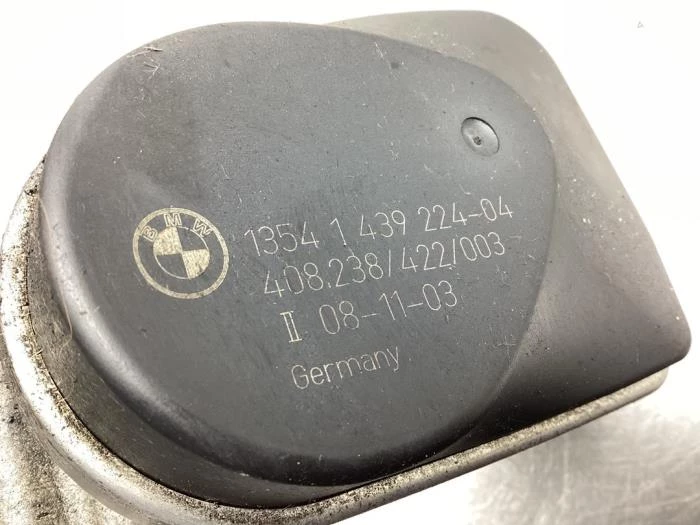 BMW
1354 1 439 224-04
408.238/422/003
II 08-11-03
Germany